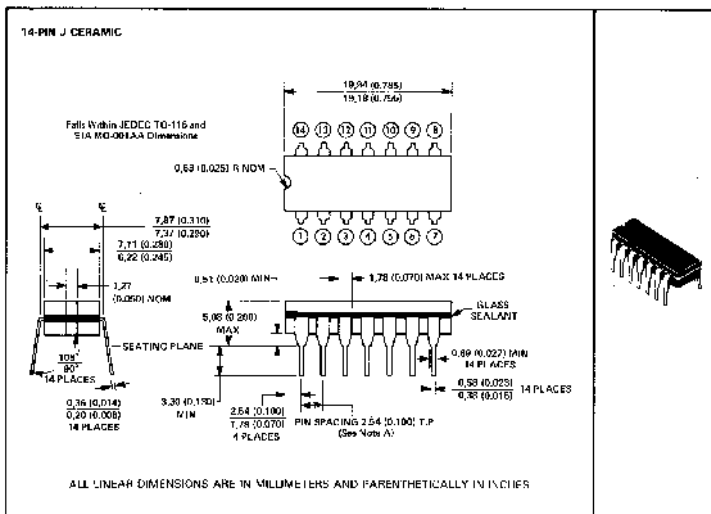 14-PIN J CERAMIC
19,94 (0.785)
19,18 (0.755)
Falls Within JEDEC TO-116 and
EIA MO-001AA Dimensions
14 13 12 11 10 9 8
0,63 (0.025) R NOM
1 2 3 4 5 6 7
℄ ℄
7,87 (0.310)
7,37 (0.290)
7,11 (0.280)
6,22 (0.245)
1,27
(0.050) NOM
0,51 (0.020) MIN
1,78 (0.070) MAX 14 PLACES
5,08 (0.200)
MAX
GLASS
SEALANT
SEATING PLANE
105°
90°
14 PLACES
0,69 (0.027) MIN
14 PLACES
0,36 (0.014)
0,20 (0.008)
14 PLACES
3,30 (0.130)
MIN
0,58 (0.023)
0,38 (0.015)
14 PLACES
2,54 (0.100)
1,78 (0.070)
4 PLACES
PIN SPACING 2,54 (0.100) T.P
(See Note A)
ALL LINEAR DIMENSIONS ARE IN MILLIMETERS AND PARENTHETICALLY IN INCHES